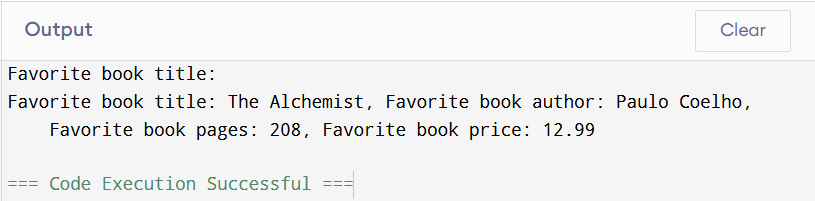 Output
Clear
Favorite book title:
Favorite book title: The Alchemist, Favorite book author: Paulo Coelho,
    Favorite book pages: 208, Favorite book price: 12.99
=== Code Execution Successful ===